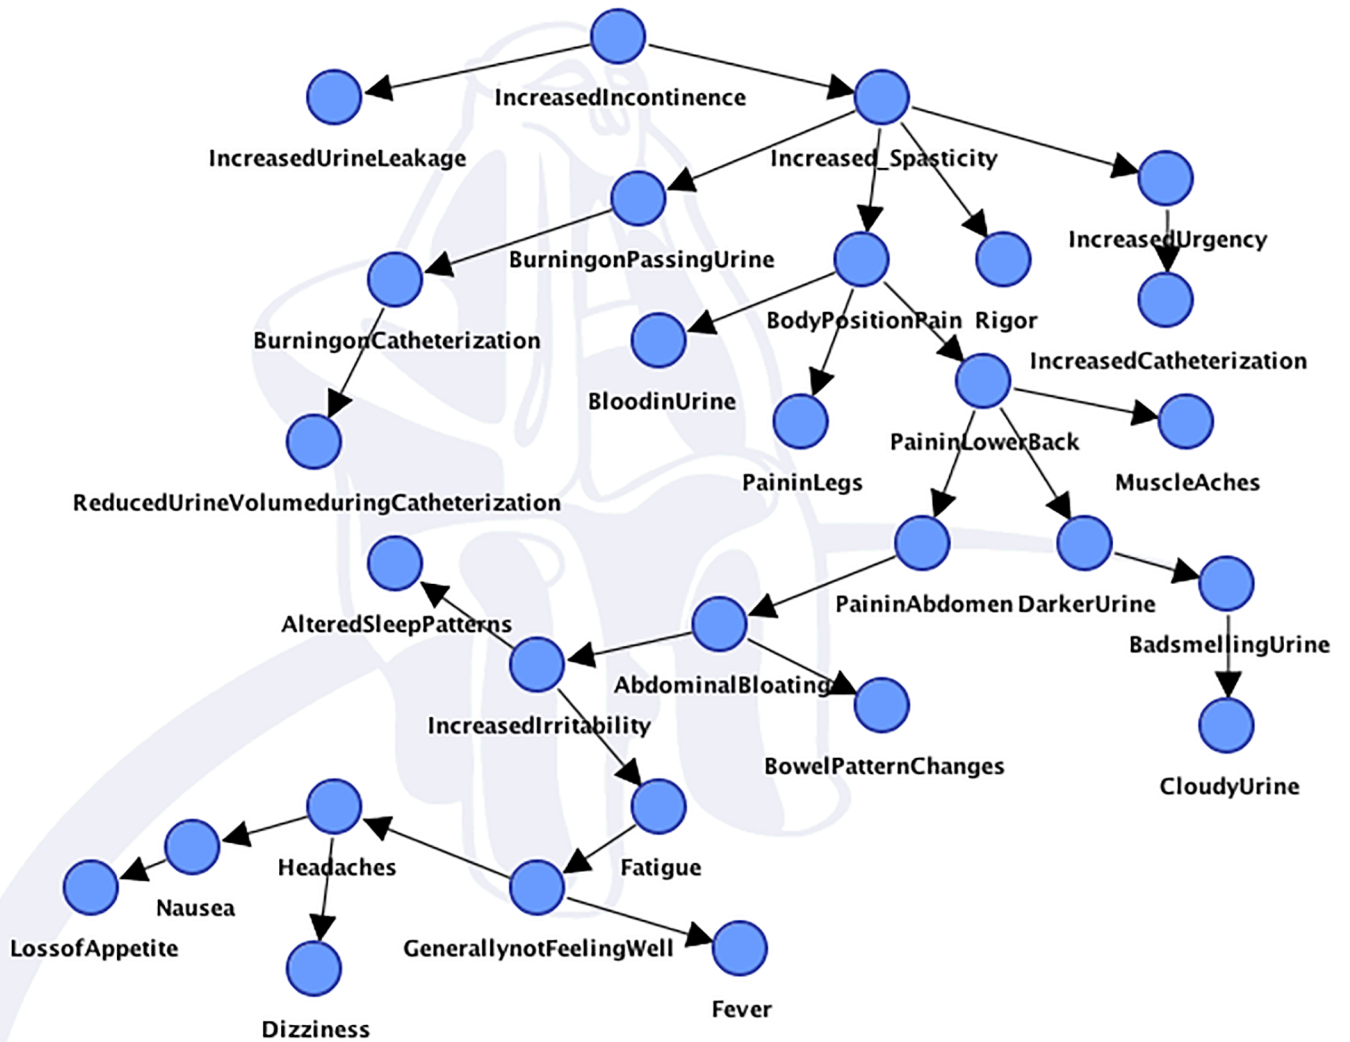 IncreasedIncontinence
IncreasedUrineLeakage
Increased_Spasticity
IncreasedUrgency
BurningonPassingUrine
BodyPositionPain
Rigor
BurningonCatheterization
IncreasedCatheterization
BloodinUrine
PaininLowerBack
PaininLegs
MuscleAches
ReducedUrineVolumeduringCatheterization
PaininAbdomen
DarkerUrine
AlteredSleepPatterns
BadsmellingUrine
AbdominalBloating
IncreasedIrritability
BowelPatternChanges
CloudyUrine
Headaches
Fatigue
Nausea
LossofAppetite
GenerallynotFeelingWell
Fever
Dizziness